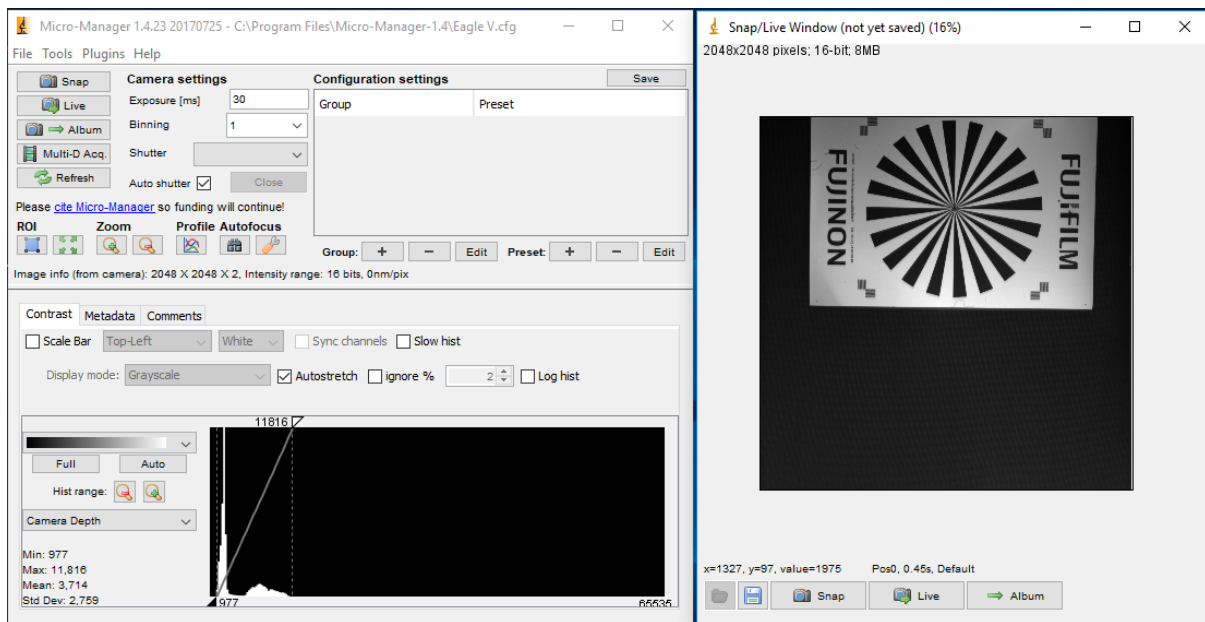 Micro-Manager 1.4.23 20170725 - C:\Program Files\Micro-Manager-1.4\Eagle V.cfg
File Tools Plugins Help
Snap
Live
Album
Multi-D Acq.
Refresh
Camera settings
Exposure [ms] 30
Binning 1
Shutter
Auto shutter Close
Configuration settings Save
Group Preset
Please cite Micro-Manager so funding will continue!
ROI Zoom Profile Autofocus
Group: + − Edit Preset: + − Edit
Image info (from camera): 2048 X 2048 X 2, Intensity range: 16 bits, 0nm/pix
Contrast Metadata Comments
Scale Bar Top-Left White Sync channels Slow hist
Display mode: Grayscale Autostretch ignore % 2 Log hist
11816
Full Auto
Hist range:
Camera Depth
Min: 977
Max: 11,816
Mean: 3,714
Std Dev: 2,759
977 65535
Snap/Live Window (not yet saved) (16%)
2048x2048 pixels; 16-bit; 8MB
FUJINON
FUJIFILM
x=1327, y=97, value=1975 Pos0, 0.45s, Default
Snap Live Album